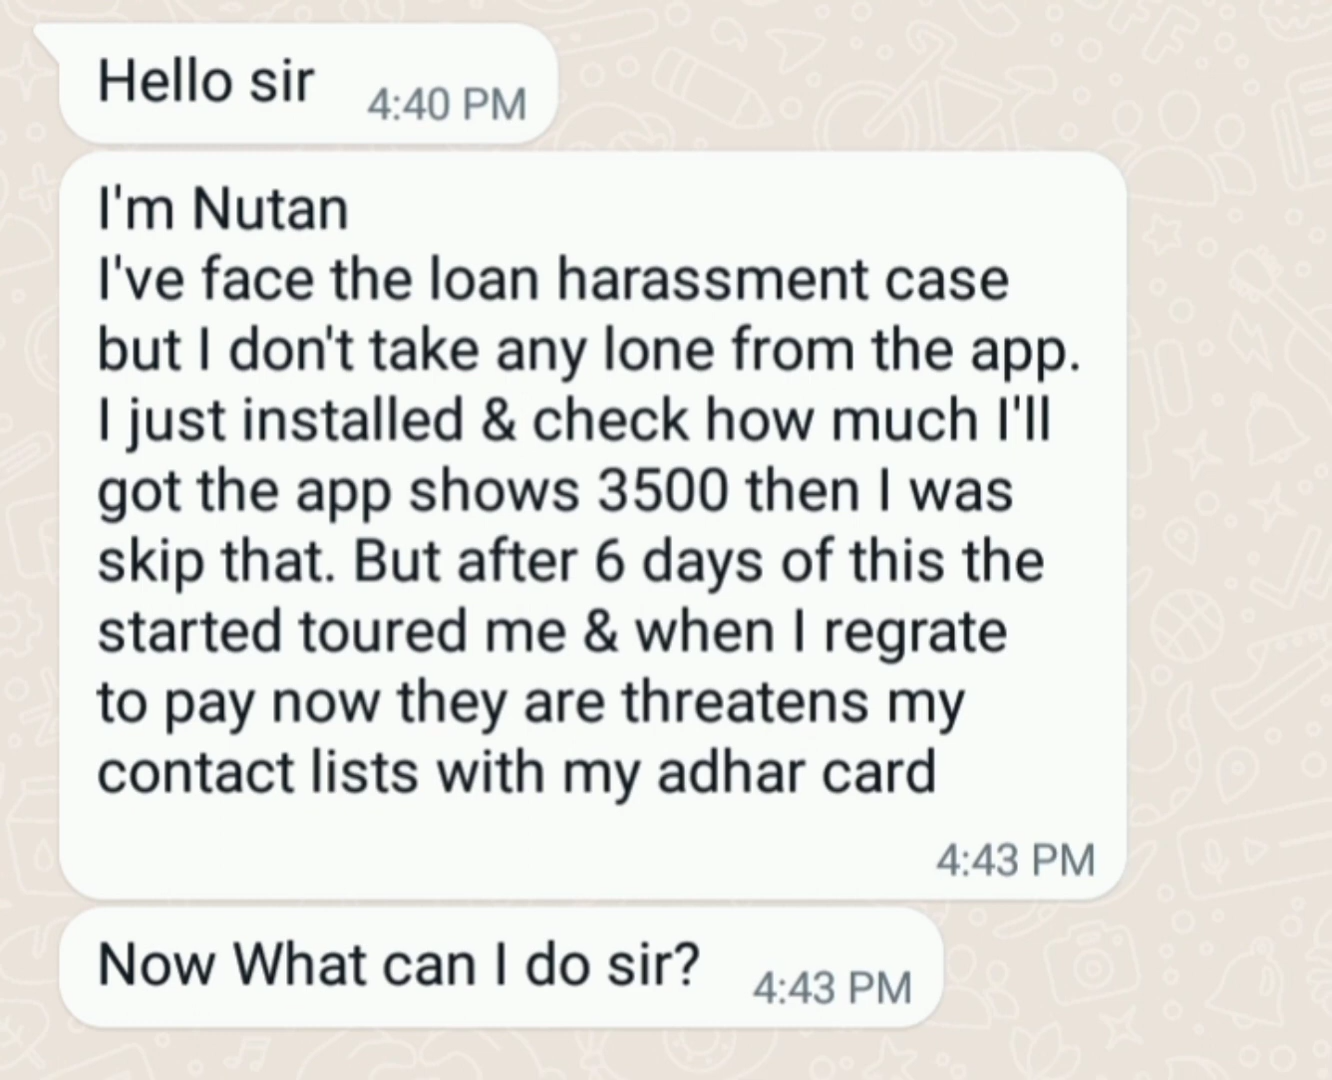 Hello sir
4:40 PM
I'm Nutan
I've face the loan harassment case
but I don't take any lone from the app.
I just installed & check how much I'll
got the app shows 3500 then I was
skip that. But after 6 days of this the
started toured me & when I regrate
to pay now they are threatens my
contact lists with my adhar card
4:43 PM
Now What can I do sir?
4:43 PM